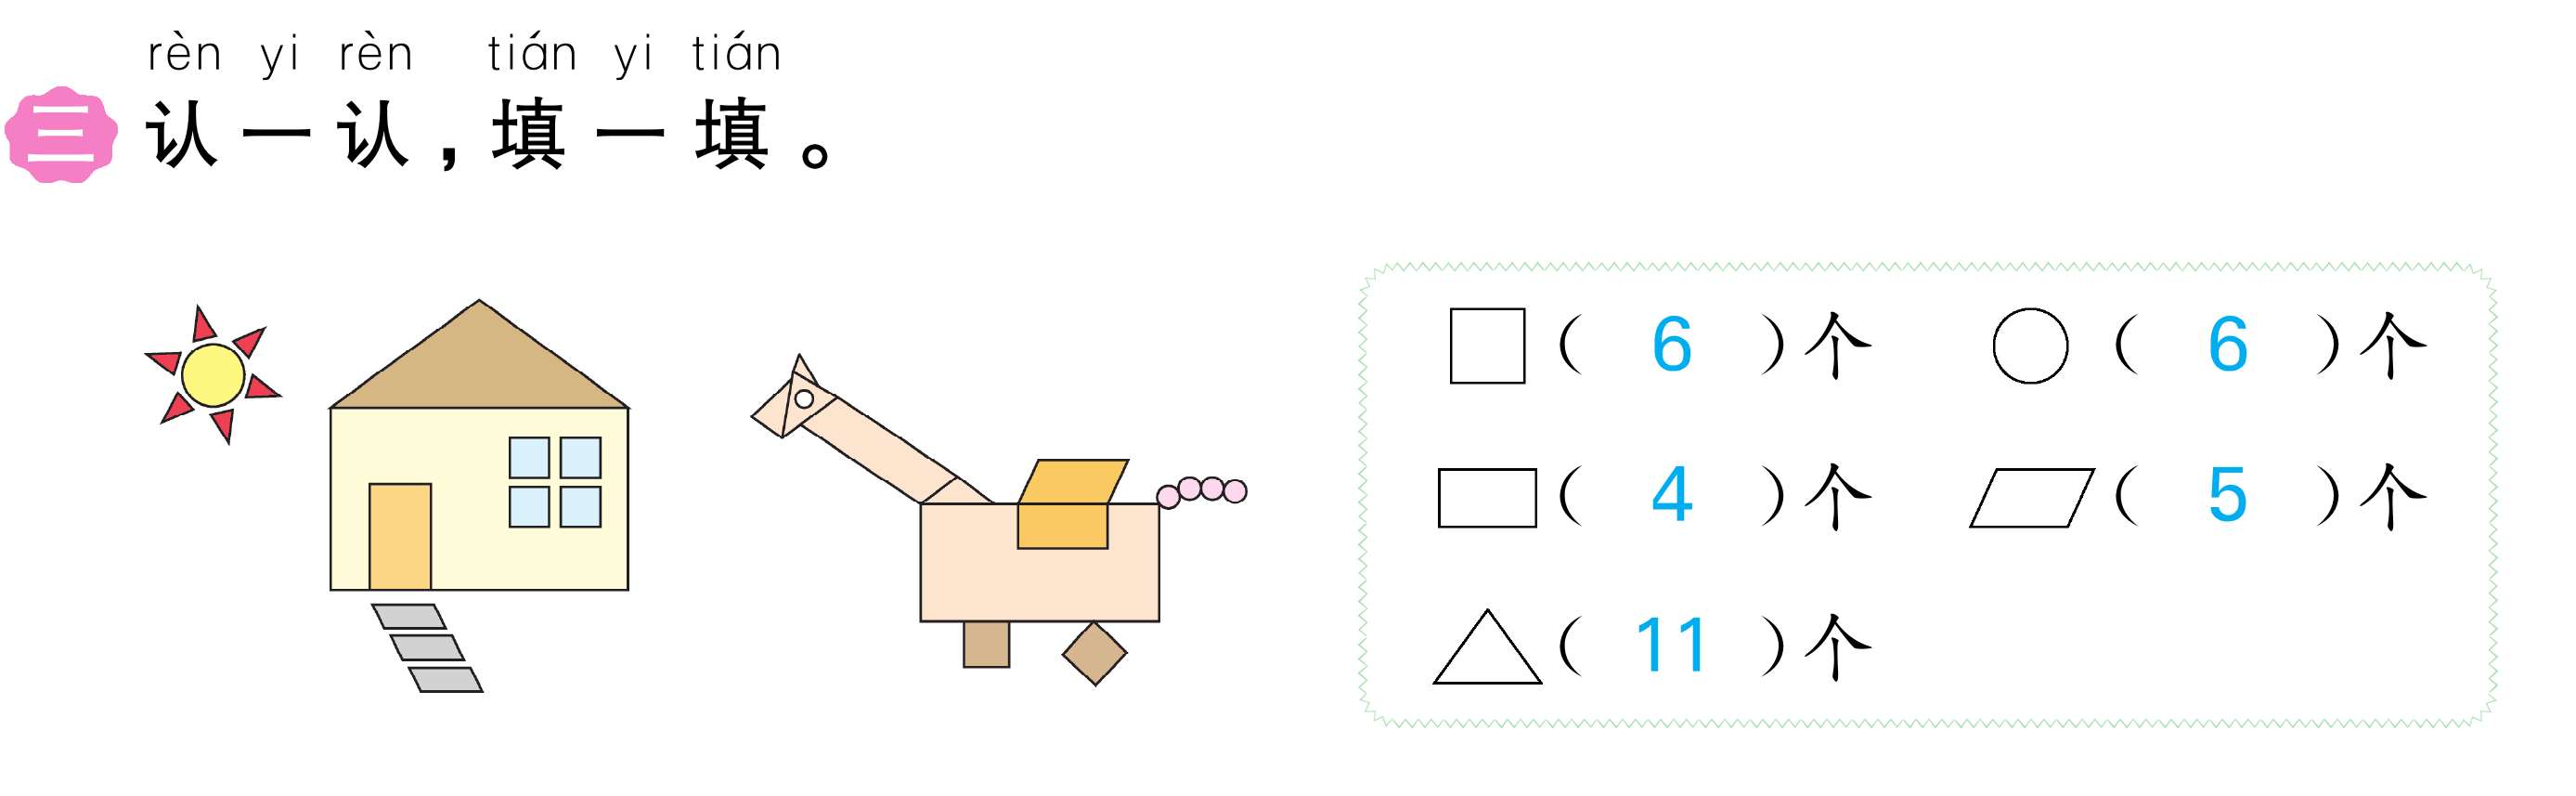 rèn yi rèn tián yi tián
三 认一认,填一填。
( 6 )个 ( 6 )个
( 4 )个 ( 5 )个
( 11 )个